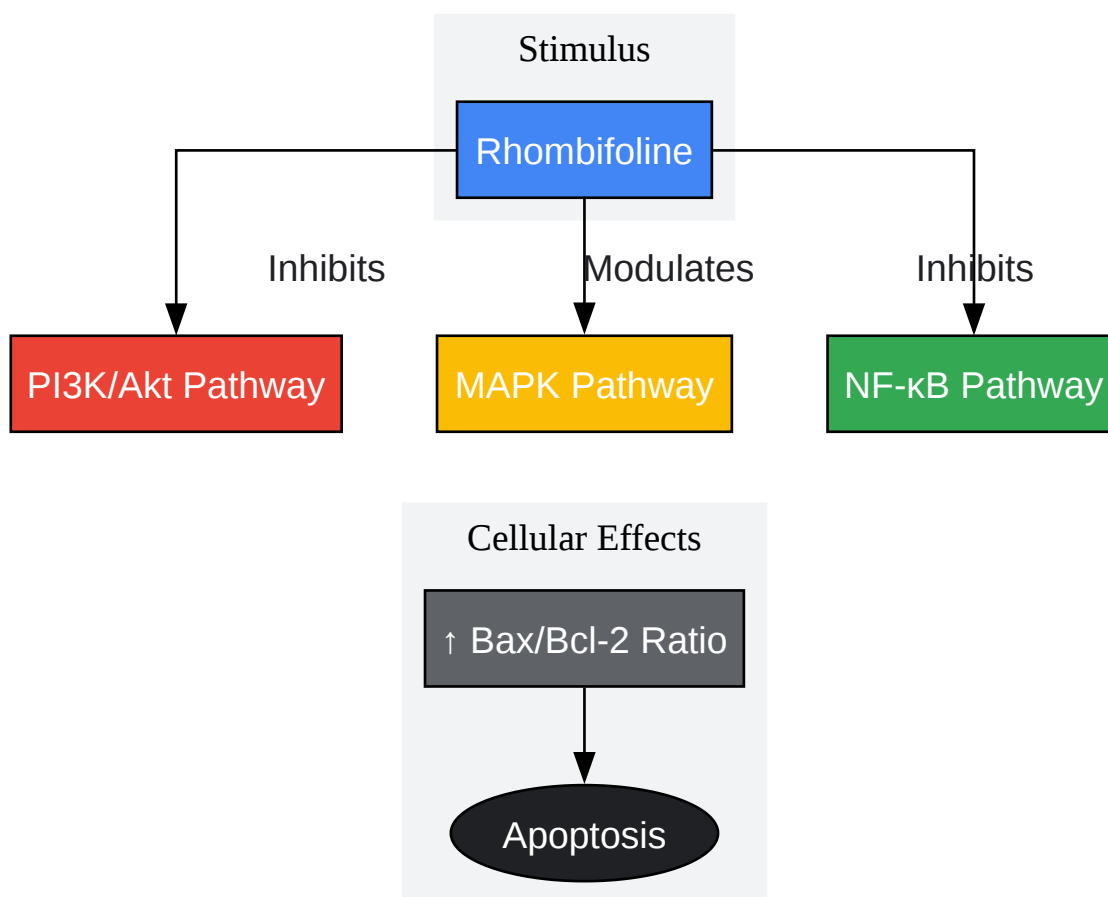 Stimulus
Rhombifoline
Inhibits
Modulates
Inhibits
PI3K/Akt Pathway
MAPK Pathway
NF-κB Pathway
Cellular Effects
↑ Bax/Bcl-2 Ratio
Apoptosis